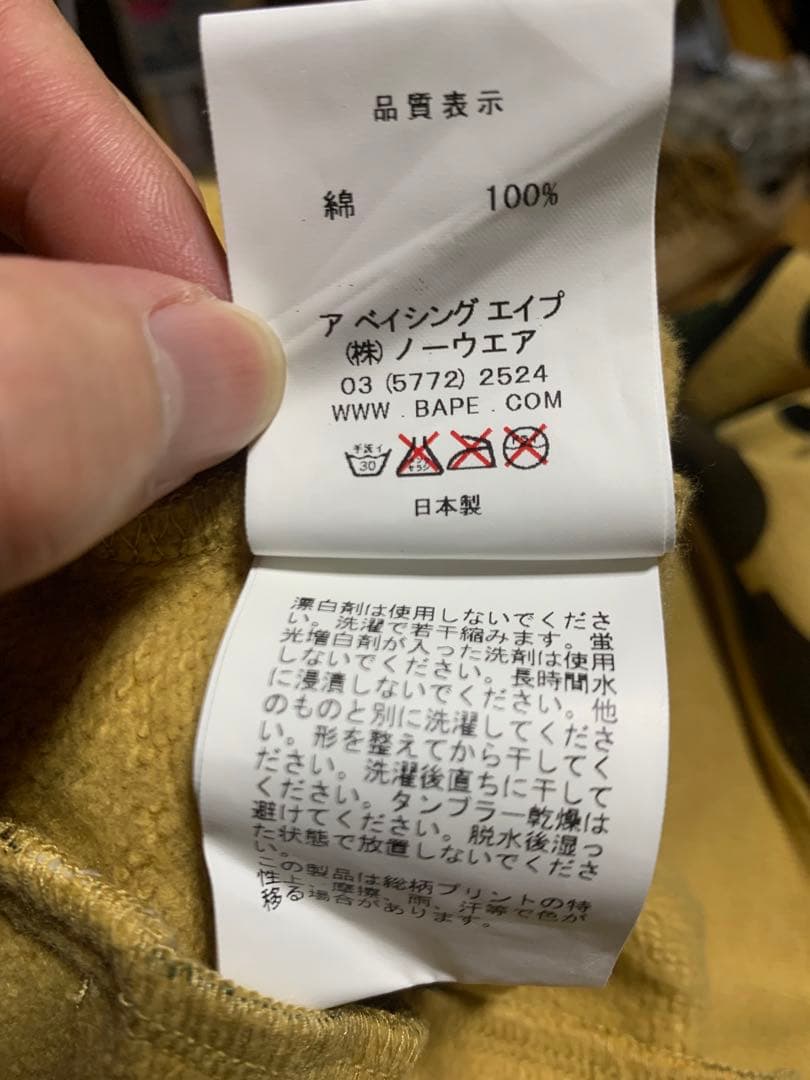 品質表示
綿 100%
ア ベイシング エイプ
(株) ノーウエア
03 (5772) 2524
WWW . BAPE . COM
手洗イ
30
日本製
漂白剤は使用しないでくださ
い。洗濯で若干縮みます。蛍
光増白剤が入った洗剤は使用
しないでください。長時間水
に浸漬しないでください。他
のものと別に洗濯してくださ
い。形を整えてから干してく
ださい。洗濯後直ちに干して
ください。タンブラー乾燥は
避けてください。脱水後湿っ
た状態で放置しないでくださ
い。
この製品は総柄プリントの特
性上、摩擦、雨、汗等で色が
移る場合があります。